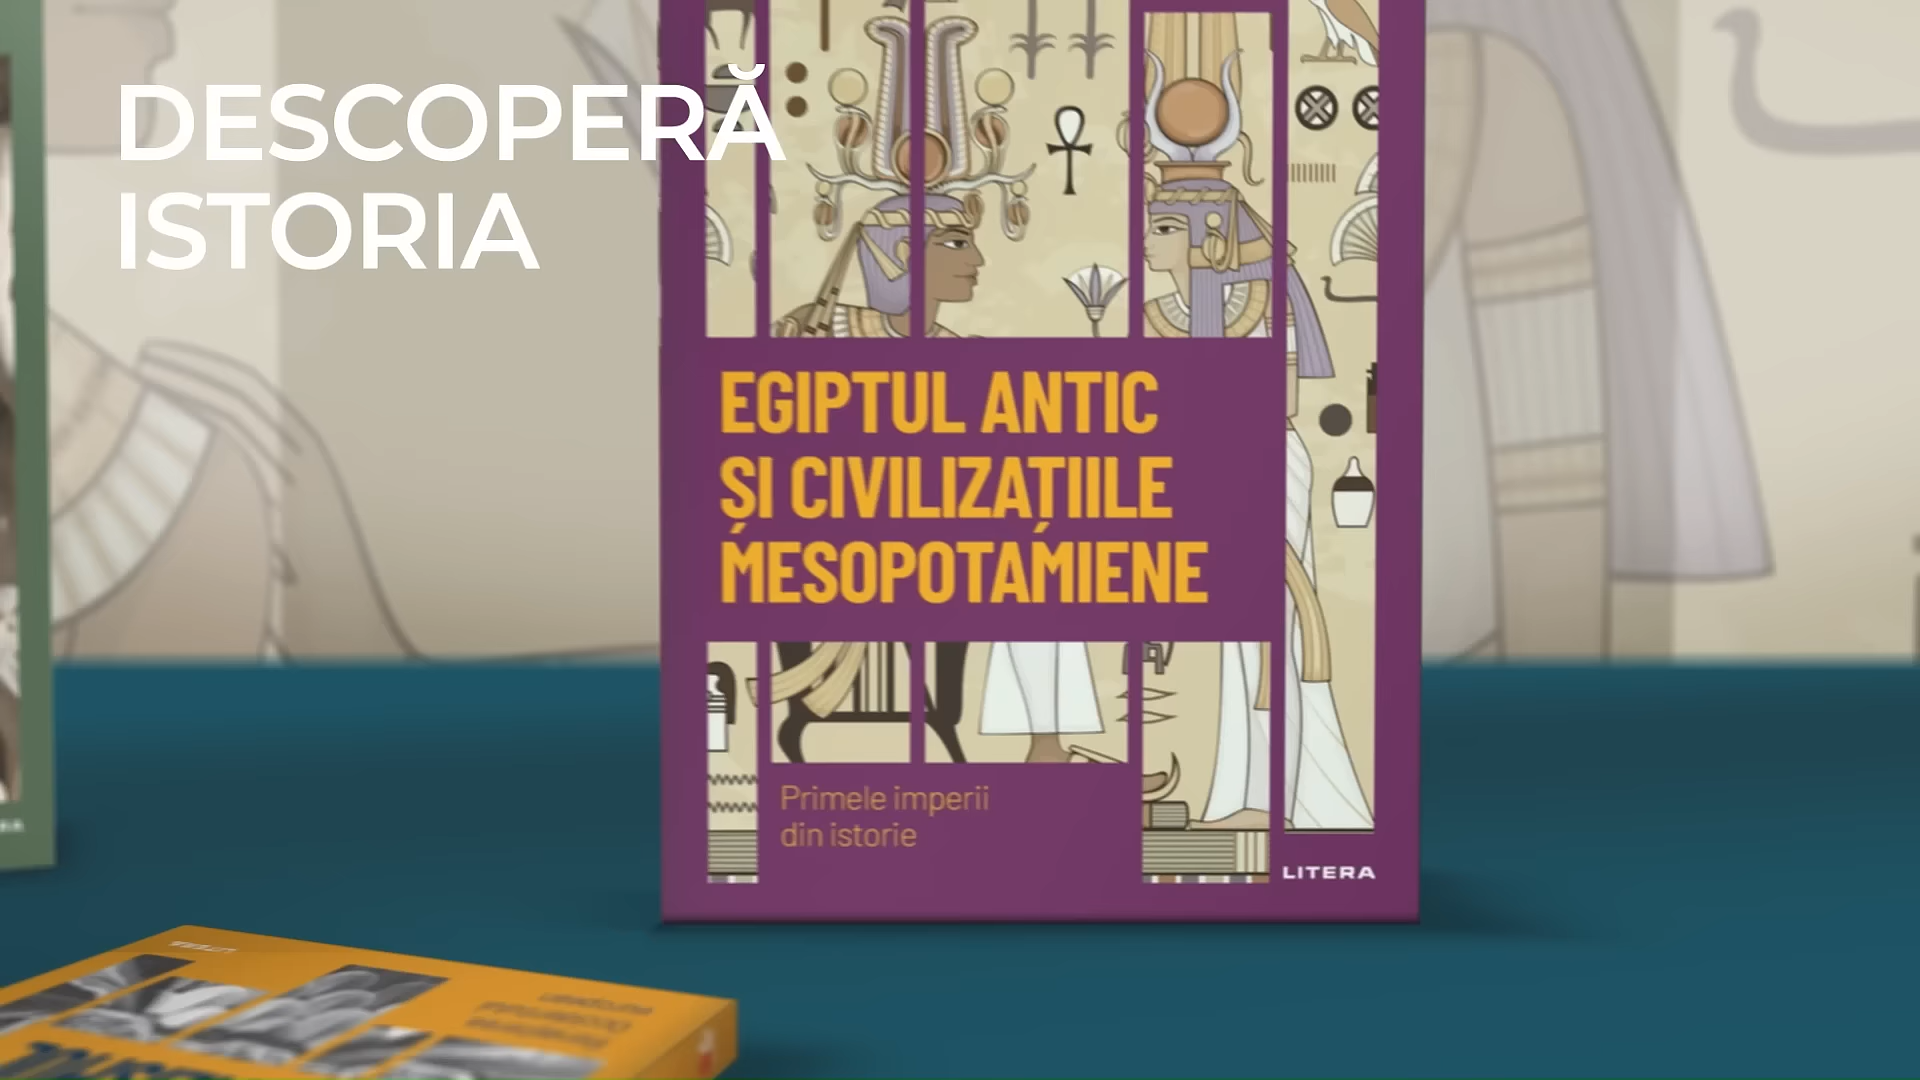 DESCOPERĂ
ISTORIA
EGIPTUL ANTIC
ȘI CIVILIZAȚIILE
MESOPOTAMIENE
Primele imperii
din istorie
LITERA